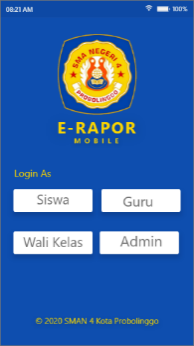 08:21 AM
100%
SMA NEGERI 4
PROBOLINGGO
E-RAPOR
MOBILE
Login As
Siswa
Guru
Wali Kelas
Admin
© 2020 SMAN 4 Kota Probolinggo